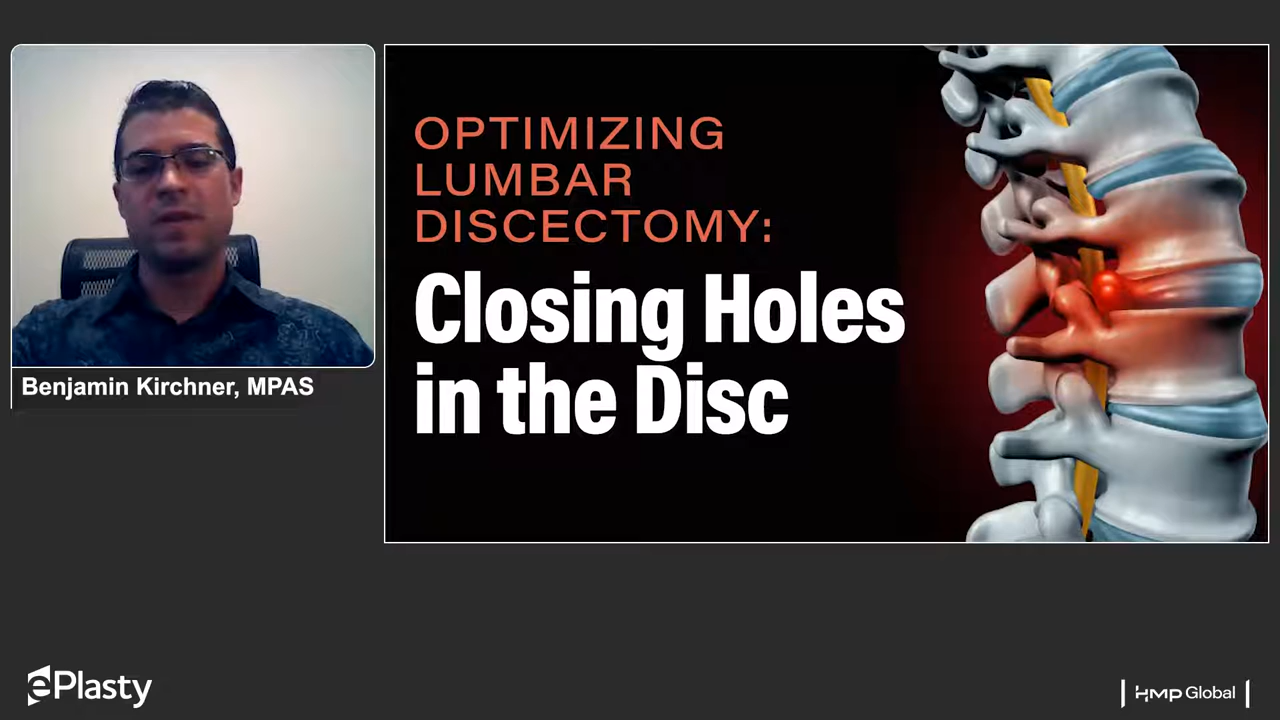 Benjamin Kirchner, MPAS
OPTIMIZING
LUMBAR
DISCECTOMY:
Closing Holes
in the Disc
ePlasty
HMP Global